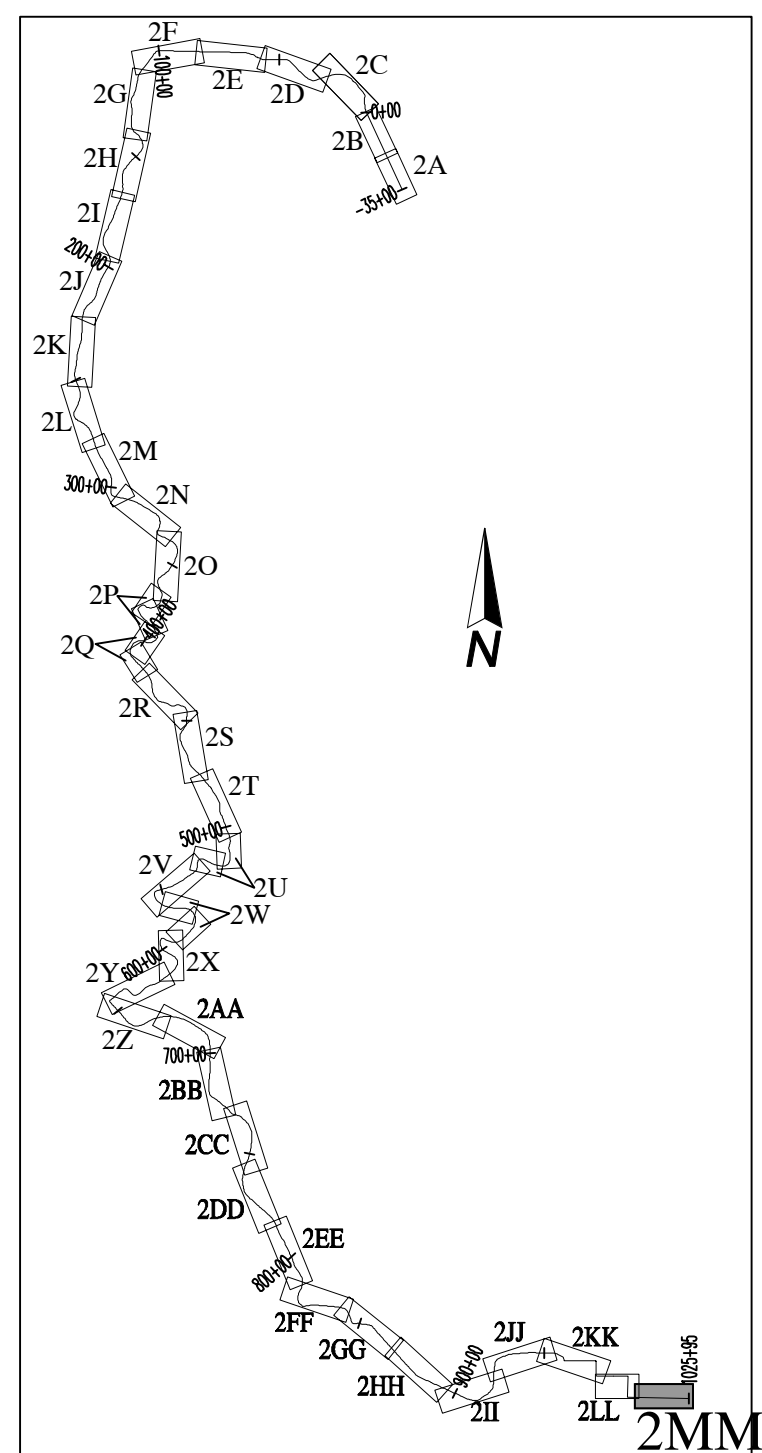 2F
2E
2D
2C
100+00
2G
0+00
2B
2A
-35+00
2H
2I
200+00
2J
2K
2L
2M
300+00
2N
2O
2P
400+00
2Q
2R
2S
2T
500+00
2V
2U
2W
600+00
2X
2Y
2Z
2AA
700+00
2BB
2CC
2DD
2EE
800+00
2FF
2GG
2HH
900+00
2II
2JJ
2KK
2LL
1025+95
2MM
N